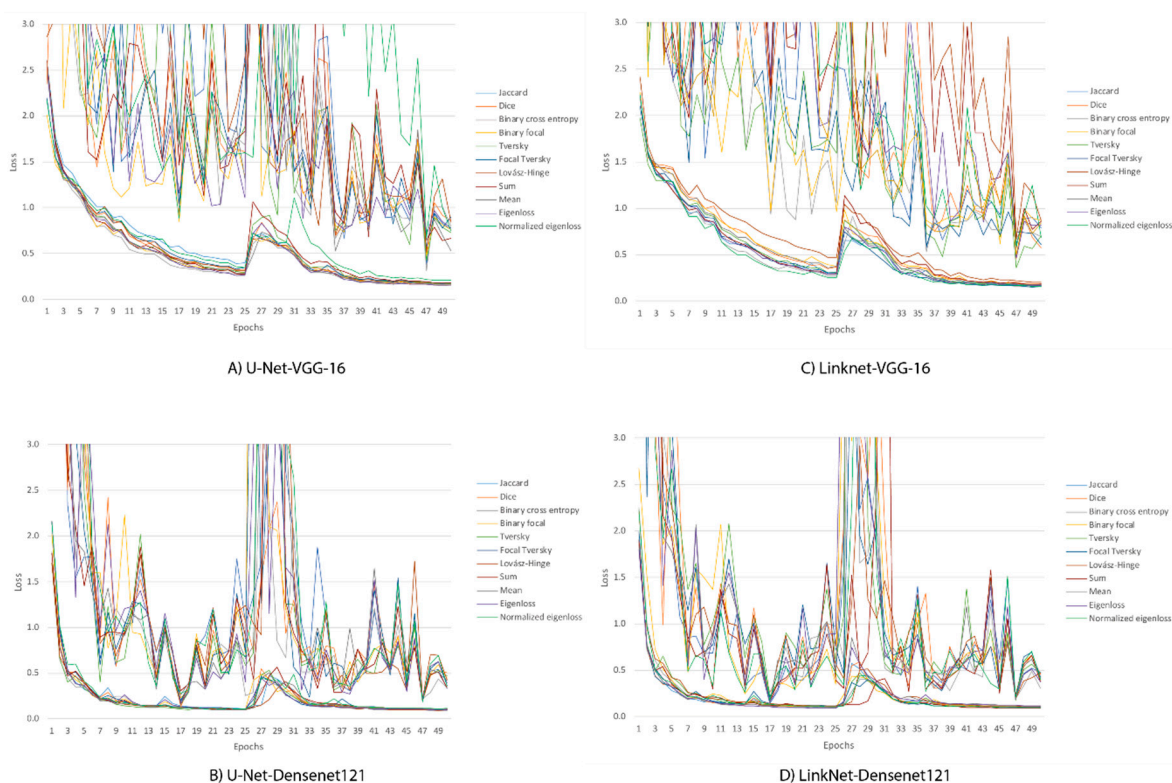 3.0
2.5
2.0
1.5
1.0
0.5
0.0
Loss
1 3 5 7 9 11 13 15 17 19 21 23 25 27 29 31 33 35 37 39 41 43 45 47 49
Epochs
Jaccard
Dice
Binary cross entropy
Binary focal
Tversky
Focal Tversky
Lovász-Hinge
Sum
Mean
Eigenloss
Normalized eigenloss
A) U-Net-VGG-16
3.0
2.5
2.0
1.5
1.0
0.5
0.0
Loss
1 3 5 7 9 11 13 15 17 19 21 23 25 27 29 31 33 35 37 39 41 43 45 47 49
Epochs
Jaccard
Dice
Binary cross entropy
Binary focal
Tversky
Focal Tversky
Lovász-Hinge
Sum
Mean
Eigenloss
Normalized eigenloss
C) Linknet-VGG-16
3.0
2.5
2.0
1.5
1.0
0.5
0.0
Loss
1 3 5 7 9 11 13 15 17 19 21 23 25 27 29 31 33 35 37 39 41 43 45 47 49
Epochs
Jaccard
Dice
Binary cross entropy
Binary focal
Tversky
Focal Tversky
Lovász-Hinge
Sum
Mean
Eigenloss
Normalized eigenloss
B) U-Net-Densenet121
3.0
2.5
2.0
1.5
1.0
0.5
0.0
Loss
1 3 5 7 9 11 13 15 17 19 21 23 25 27 29 31 33 35 37 39 41 43 45 47 49
Epochs
Jaccard
Dice
Binary cross entropy
Binary focal
Tversky
Focal Tversky
Lovász-Hinge
Sum
Mean
Eigenloss
Normalized eigenloss
D) LinkNet-Densenet121